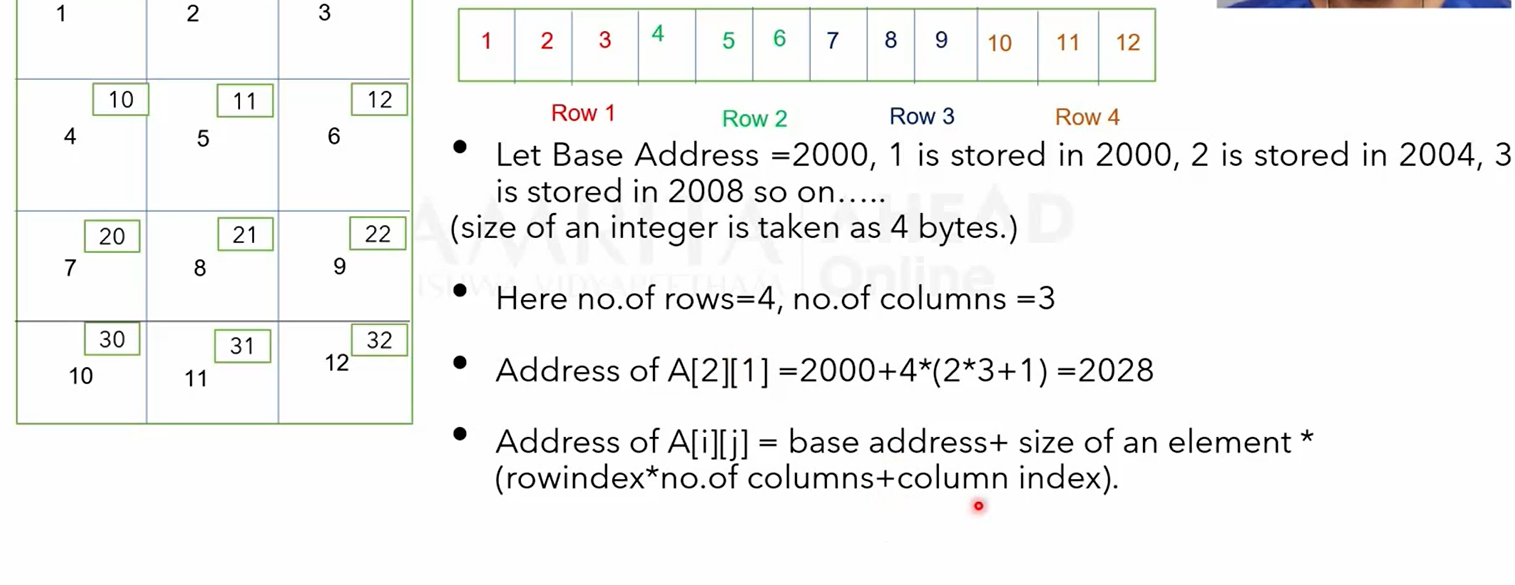 1 2 3
10 11 12
4 5 6
20 21 22
7 8 9
30 31 32
10 11 12
1 2 3 4 5 6 7 8 9 10 11 12
Row 1 Row 2 Row 3 Row 4
• Let Base Address =2000, 1 is stored in 2000, 2 is stored in 2004, 3
is stored in 2008 so on.....
(size of an integer is taken as 4 bytes.)
AMRITA AHEAD
VISHWA VIDYAPEETHAM Online
• Here no.of rows=4, no.of columns =3
• Address of A[2][1] =2000+4*(2*3+1) =2028
• Address of A[i][j] = base address+ size of an element *
(rowindex*no.of columns+column index).